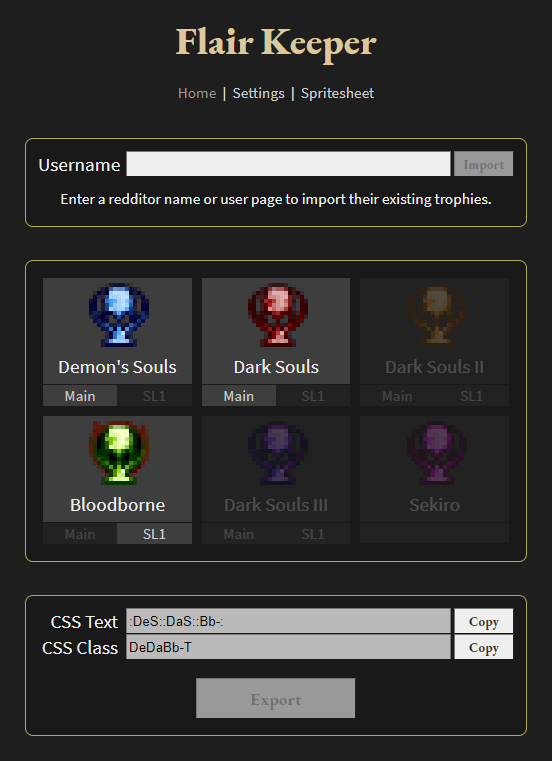 Flair Keeper
Home | Settings | Spritesheet
Username Import
Enter a redditor name or user page to import their existing trophies.
Demon's Souls Dark Souls Dark Souls II
Main SL1 Main SL1 Main SL1
Bloodborne Dark Souls III Sekiro
Main SL1 Main SL1
CSS Text :DeS::DaS::Bb-: Copy
CSS Class DeDaBb-T Copy
Export